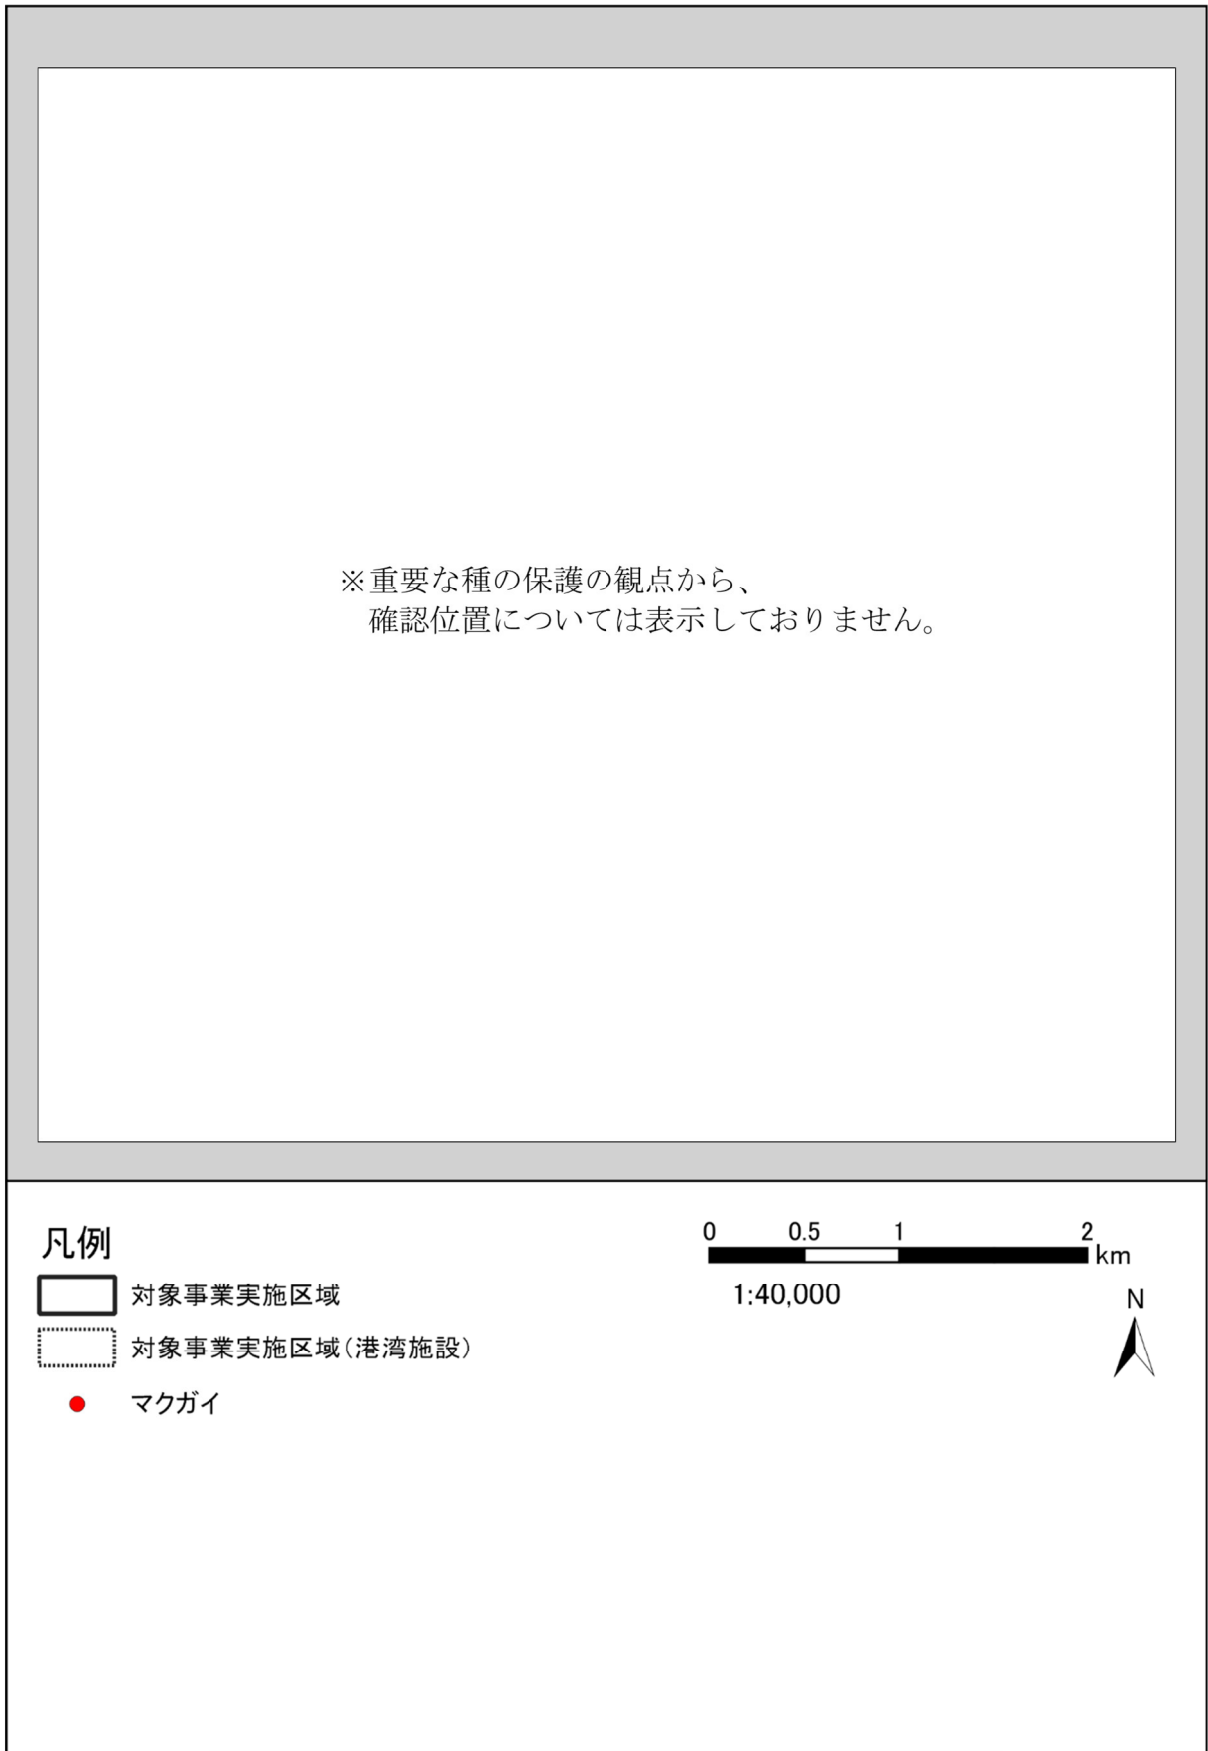 ※重要な種の保護の観点から、
確認位置については表示しておりません。
凡例
対象事業実施区域
対象事業実施区域(港湾施設)
マクガイ
0 0.5 1 2
km
1:40,000
N